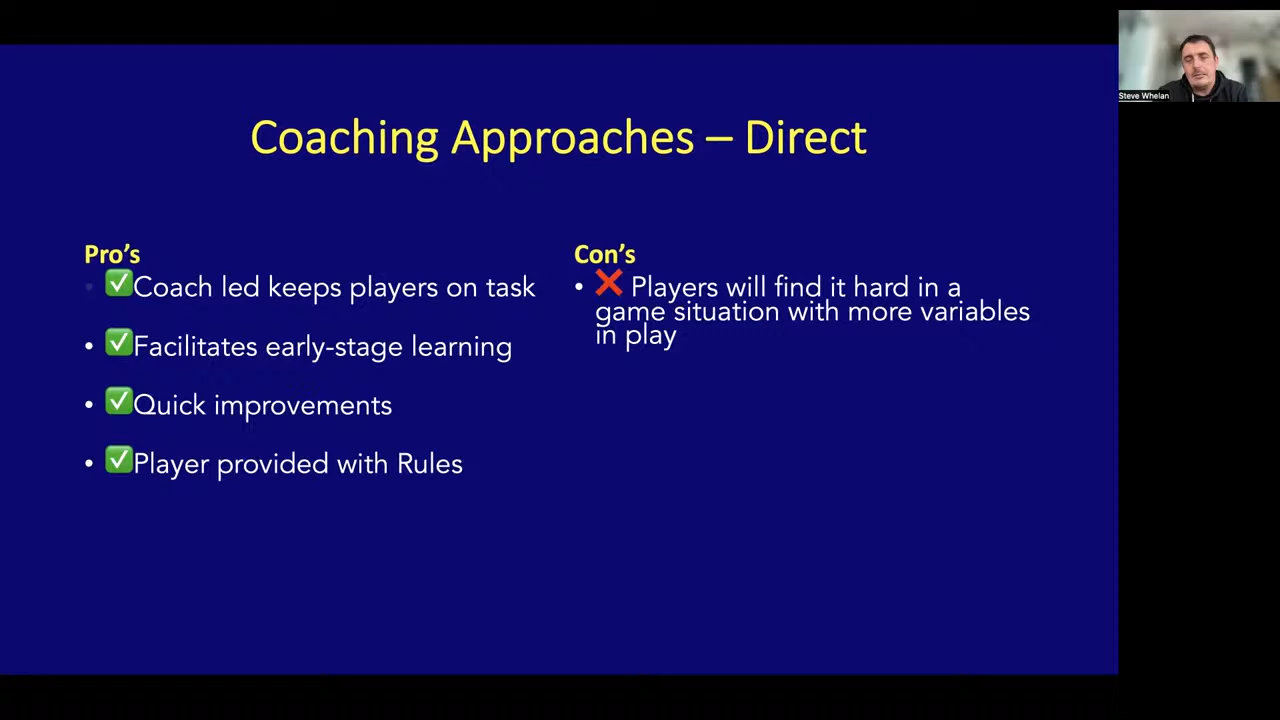 Steve Whelan
Coaching Approaches – Direct
Pro’s
• ✅Coach led keeps players on task
• ✅Facilitates early-stage learning
• ✅Quick improvements
• ✅Player provided with Rules
Con’s
• ❌ Players will find it hard in a
game situation with more variables
in play